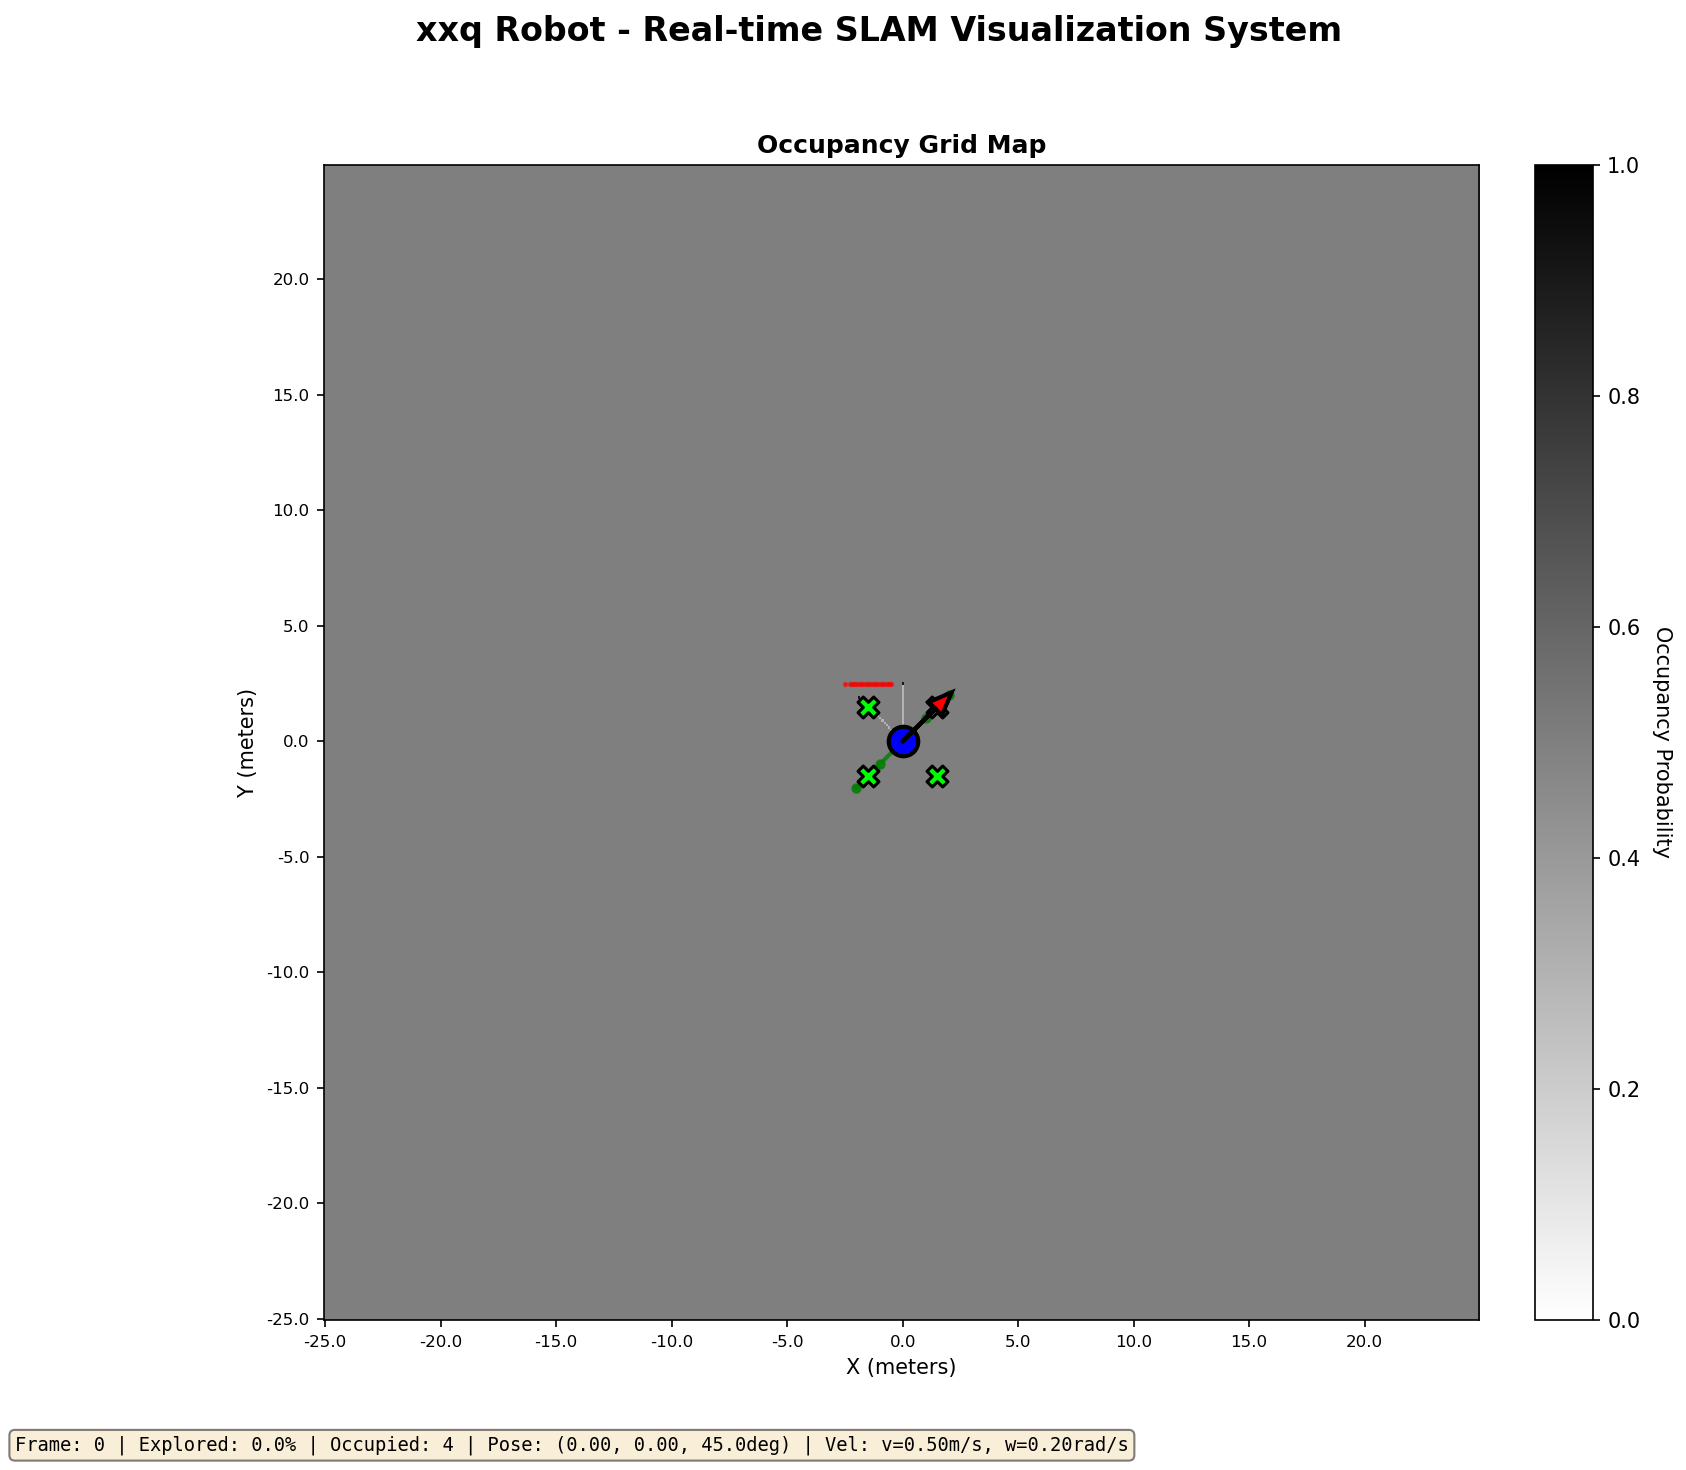 xxq Robot - Real-time SLAM Visualization System
Occupancy Grid Map
20.0
15.0
10.0
5.0
0.0
-5.0
-10.0
-15.0
-20.0
-25.0
Y (meters)
-25.0 -20.0 -15.0 -10.0 -5.0 0.0 5.0 10.0 15.0 20.0
X (meters)
1.0
0.8
0.6
0.4
0.2
0.0
Occupancy Probability
Frame: 0 | Explored: 0.0% | Occupied: 4 | Pose: (0.00, 0.00, 45.0deg) | Vel: v=0.50m/s, w=0.20rad/s